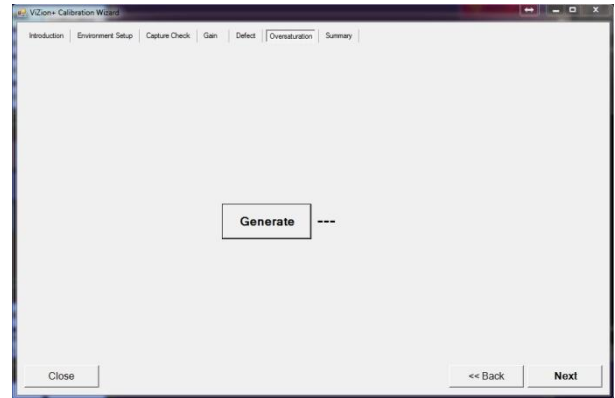 ViZion+ Calibration Wizard
Introduction Environment Setup Capture Check Gain Defect Oversaturation Summary
Generate ---
Close << Back Next